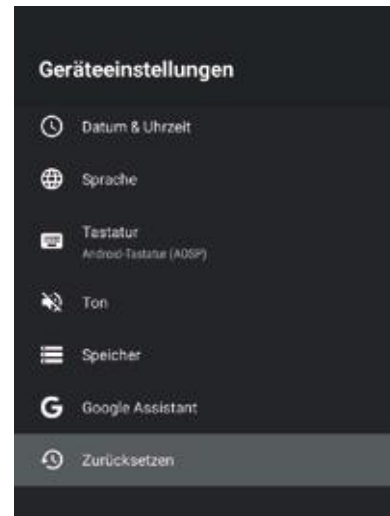 Geräteeinstellungen
Datum & Uhrzeit
Sprache
Tastatur
Android-Tastatur (AOSP)
Ton
Speicher
Google Assistant
Zurücksetzen